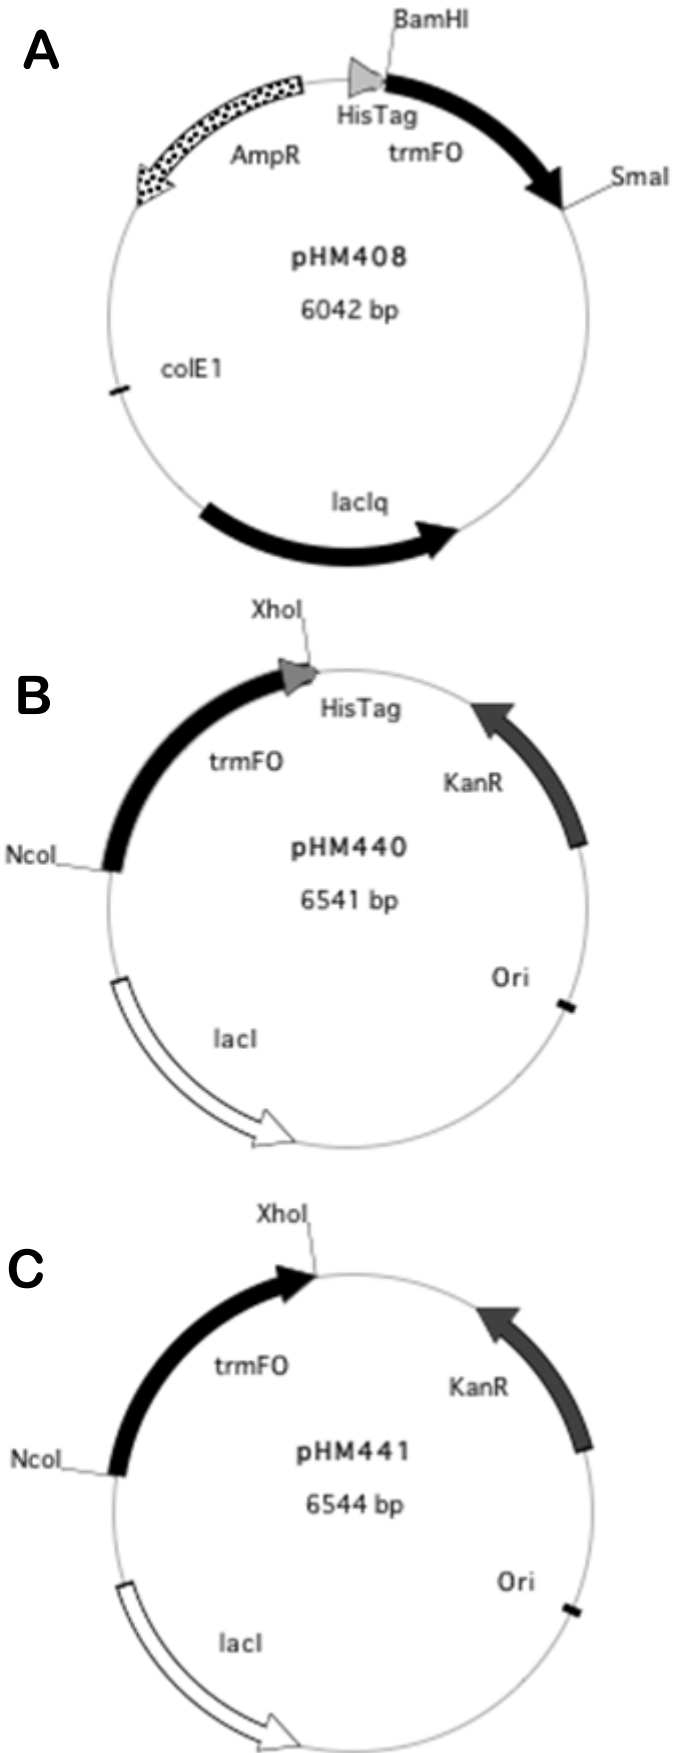 A
BamHI
HisTag
AmpR
trmFO
SmaI
pHM408
6042 bp
colE1
lacIq
XhoI
B
HisTag
trmFO
KanR
NcoI
pHM440
6541 bp
Ori
lacI
XhoI
C
trmFO
KanR
NcoI
pHM441
6544 bp
Ori
lacI